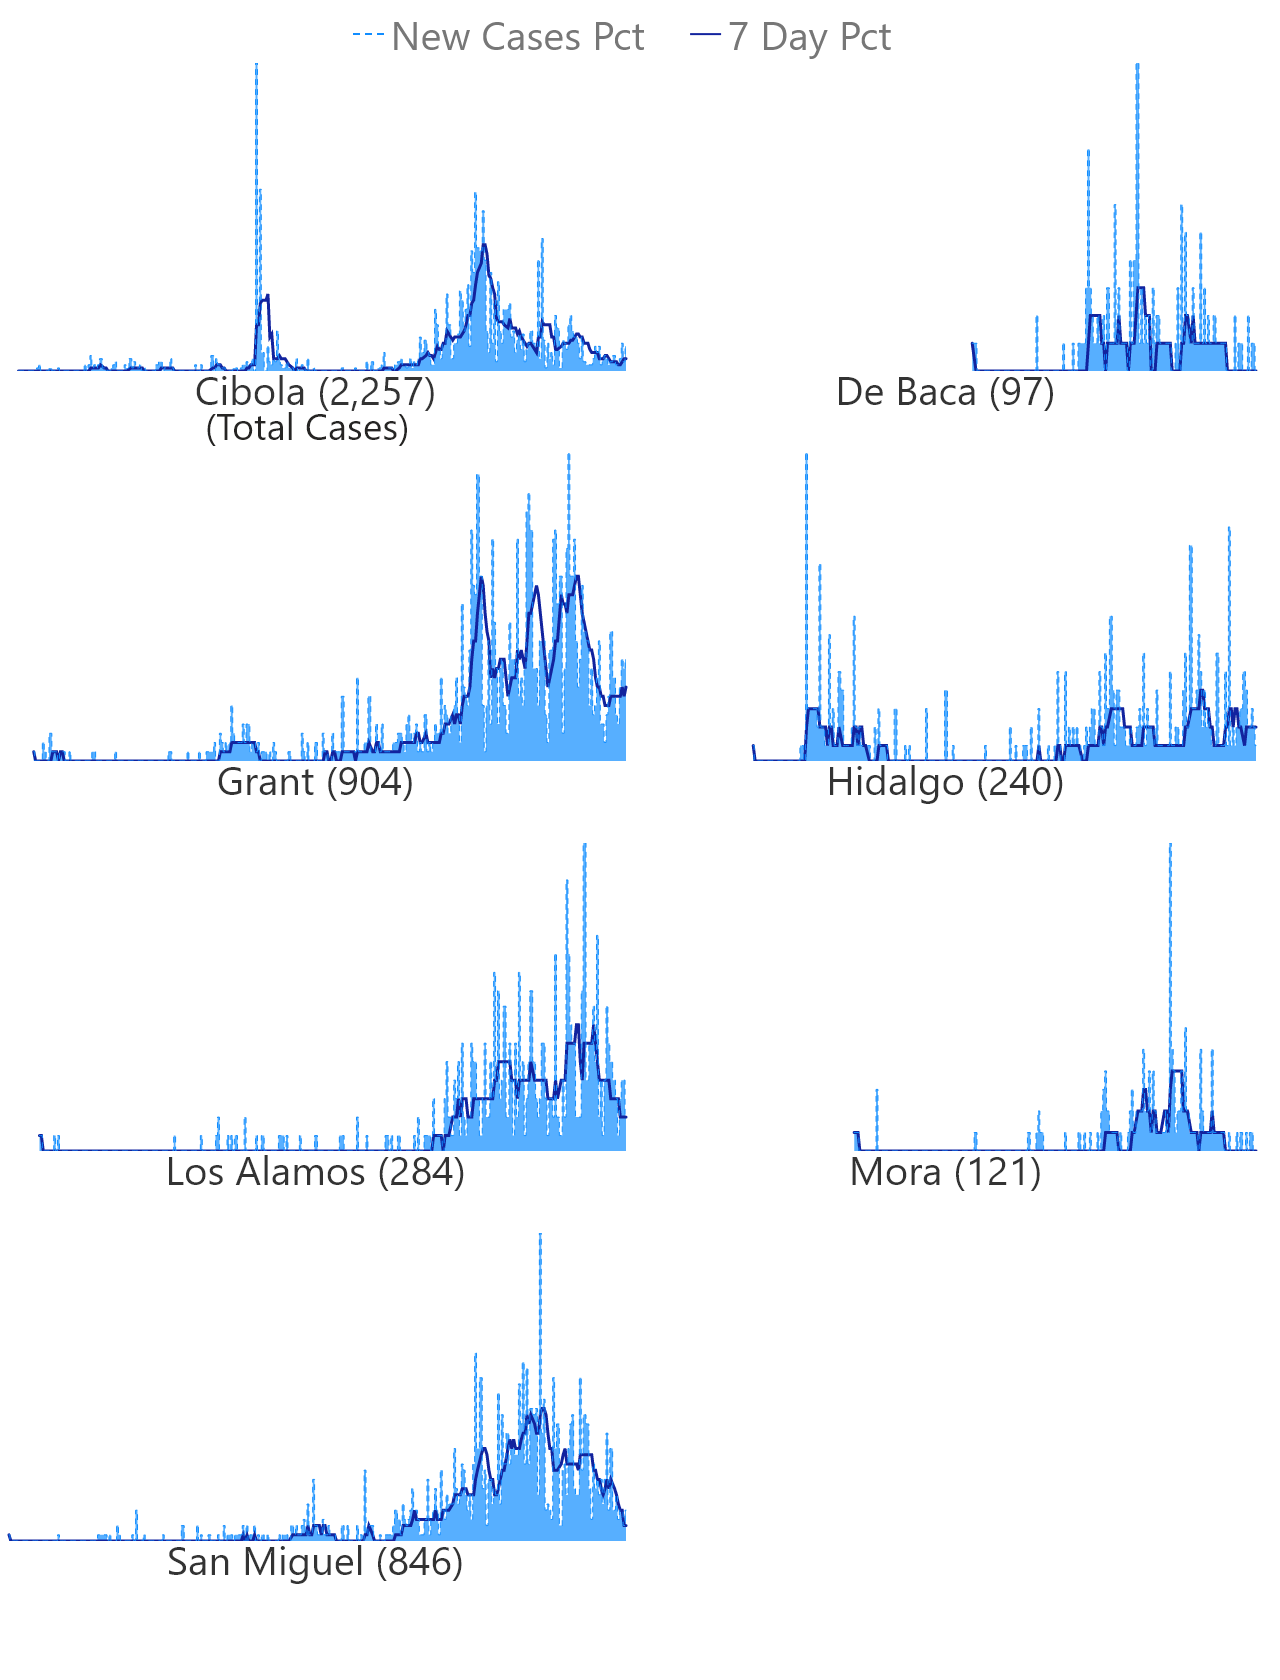 New Cases Pct 7 Day Pct
Cibola (2,257)
(Total Cases)
De Baca (97)
Grant (904)
Hidalgo (240)
Los Alamos (284)
Mora (121)
San Miguel (846)